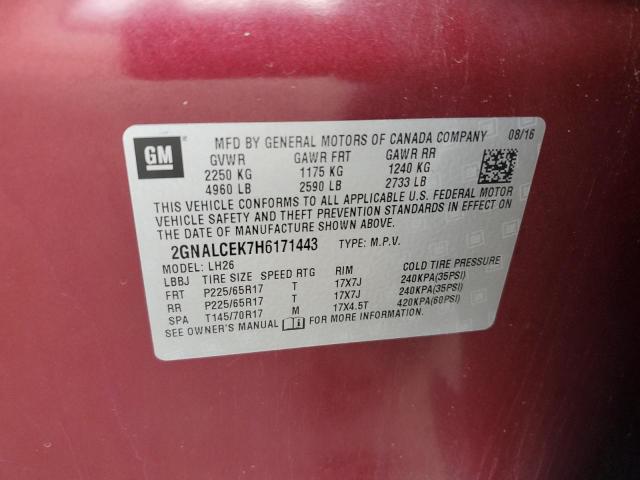 GM
MFD BY GENERAL MOTORS OF CANADA COMPANY 08/16
GVWR GAWR FRT GAWR RR
2250 KG 1175 KG 1240 KG
4960 LB 2590 LB 2733 LB
THIS VEHICLE CONFORMS TO ALL APPLICABLE U.S. FEDERAL MOTOR
VEHICLE SAFETY AND THEFT PREVENTION STANDARDS IN EFFECT ON
THE DATE OF MANUFACTURE SHOWN ABOVE.
2GNALCEK7H6171443 TYPE: M.P.V.
MODEL: LH26
LBBJ TIRE SIZE SPEED RTG RIM COLD TIRE PRESSURE
FRT P225/65R17 T 17X7J 240KPA(35PSI)
RR P225/65R17 T 17X7J 240KPA(35PSI)
SPA T145/70R17 M 17X4.5T 420KPA(60PSI)
SEE OWNER'S MANUAL FOR MORE INFORMATION.